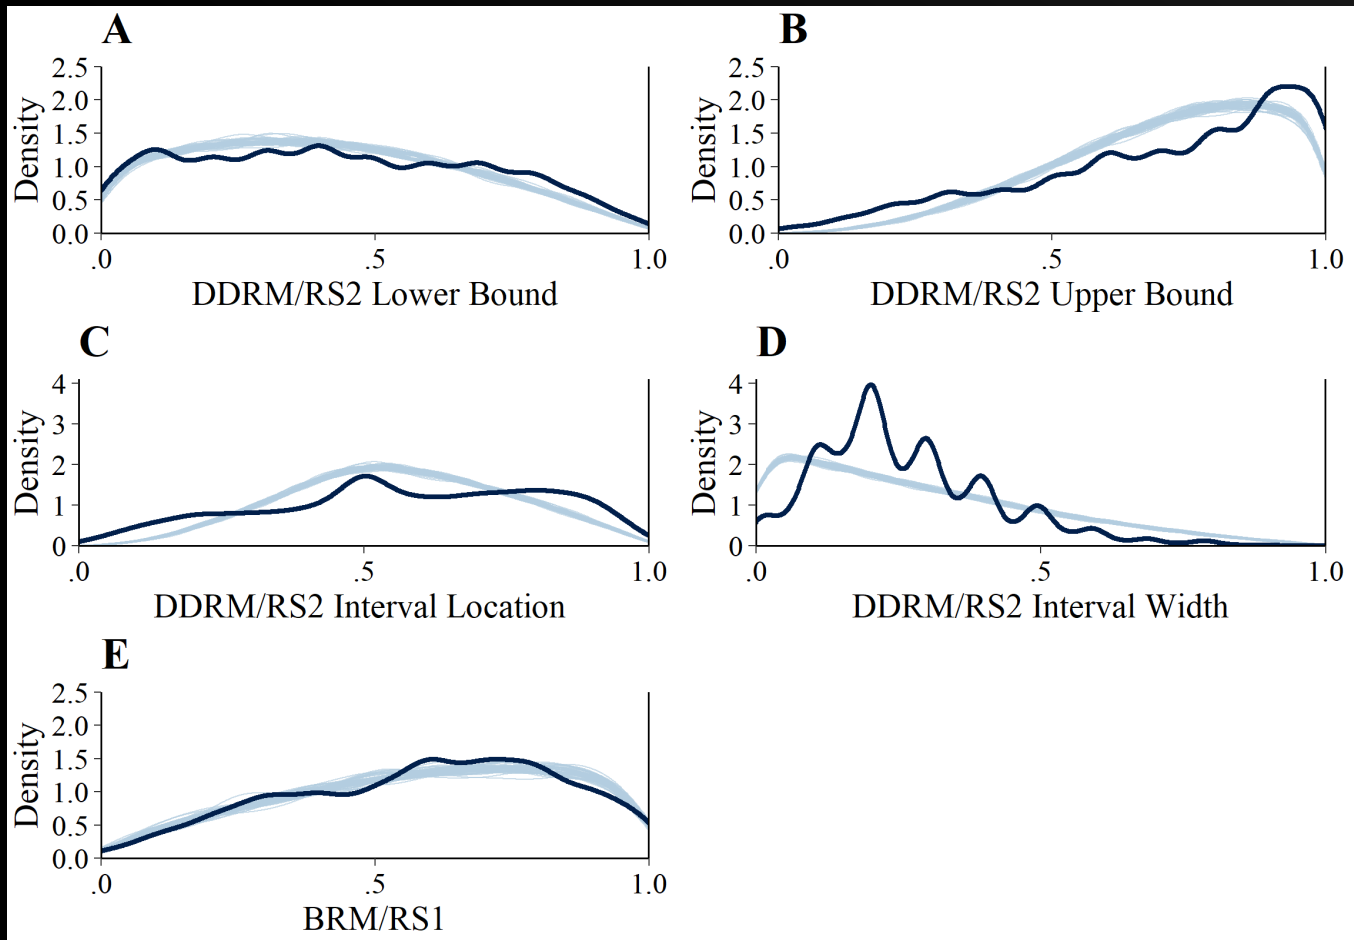 A
Density
2.5
2.0
1.5
1.0
0.5
0.0
.0 .5 1.0
DDRM/RS2 Lower Bound
B
Density
2.5
2.0
1.5
1.0
0.5
0.0
.0 .5 1.0
DDRM/RS2 Upper Bound
C
Density
4
3
2
1
0
.0 .5 1.0
DDRM/RS2 Interval Location
D
Density
4
3
2
1
0
.0 .5 1.0
DDRM/RS2 Interval Width
E
Density
2.5
2.0
1.5
1.0
0.5
0.0
.0 .5 1.0
BRM/RS1